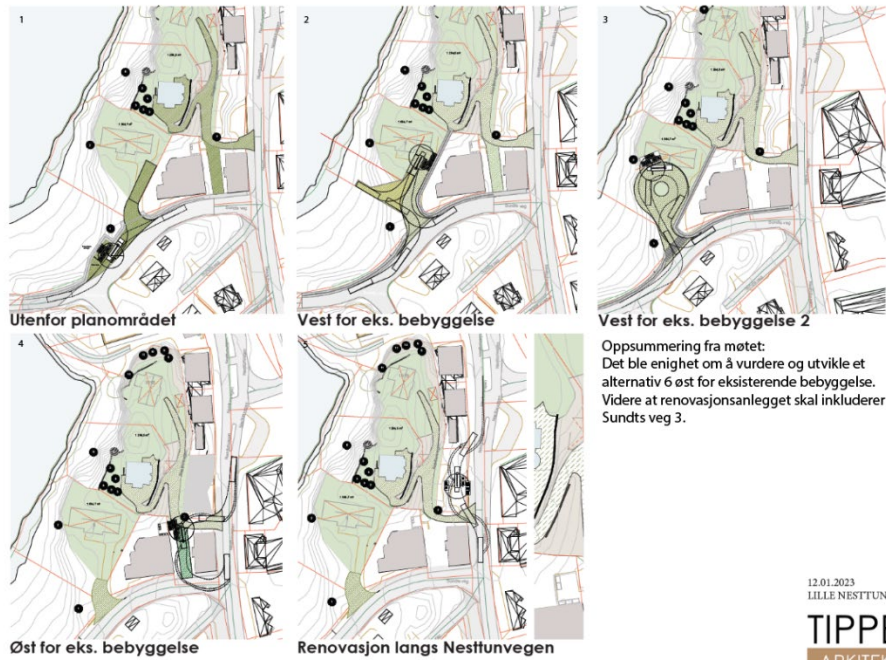 1
2
3
Utenfor planområdet
Vest for eks. bebyggelse
Vest for eks. bebyggelse 2
Oppsummering fra møtet:
Det ble enighet om å vurdere og utvikle et
alternativ 6 øst for eksisterende bebyggelse.
Videre at renovasjonsanlegget skal inkluderer
Sundts veg 3.
4
5
Øst for eks. bebyggelse
Renovasjon langs Nesttunvegen
12.01.2023
LILLE NESTTUN
TIPPE
ARKITE